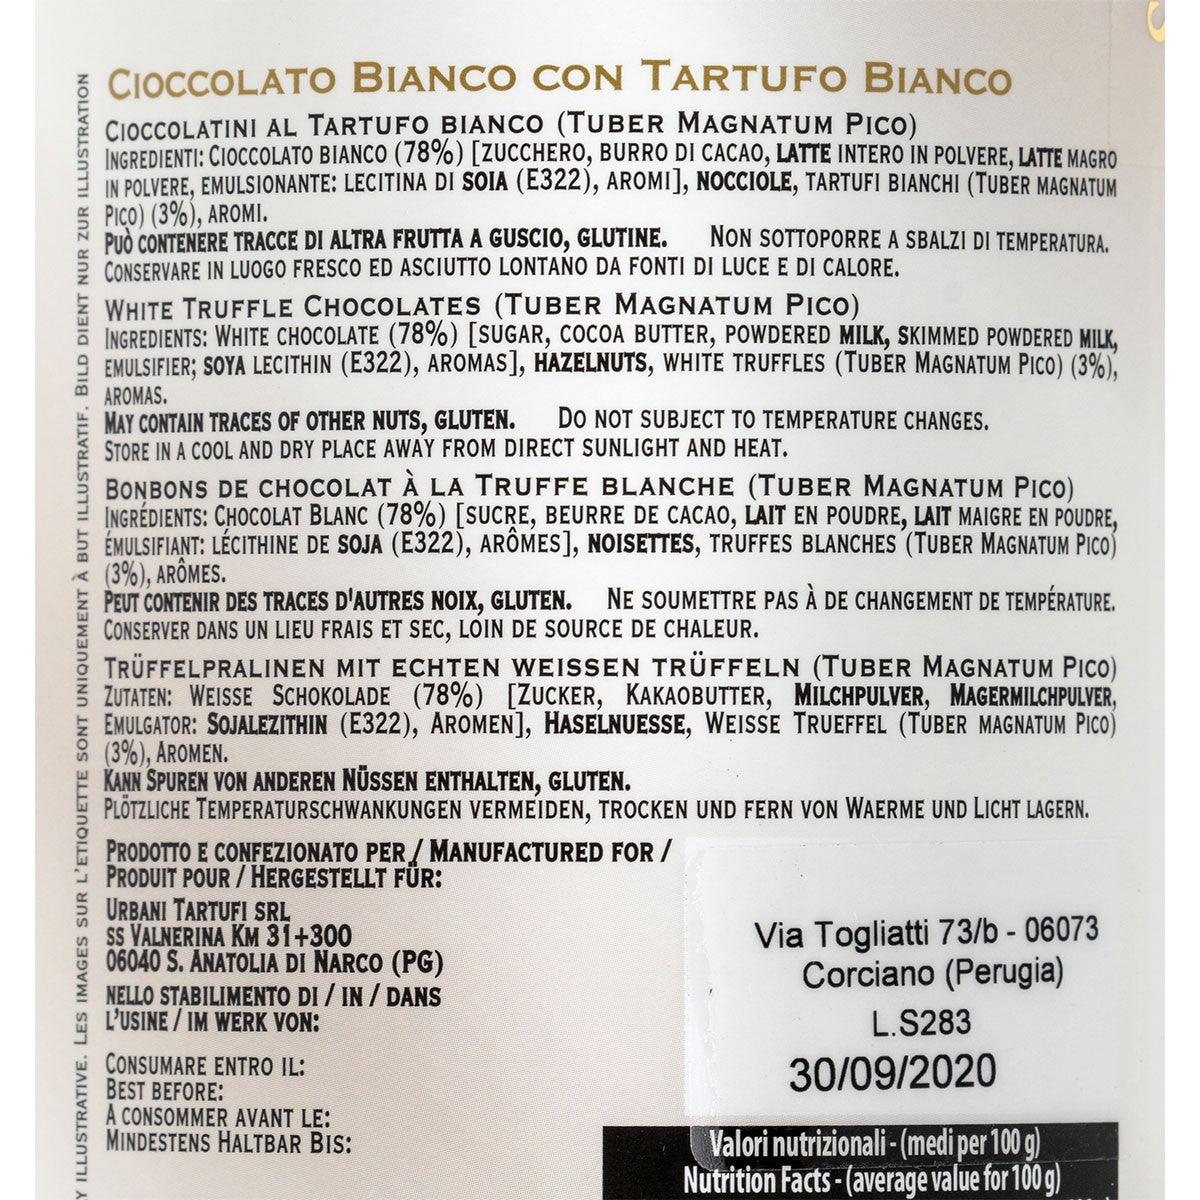 CIOCCOLATO BIANCO CON TARTUFO BIANCO
CIOCCOLATINI AL TARTUFO BIANCO (TUBER MAGNATUM PICO)
INGREDIENTI: CIOCCOLATO BIANCO (78%) [ZUCCHERO, BURRO DI CACAO, LATTE INTERO IN POLVERE, LATTE MAGRO
IN POLVERE, EMULSIONANTE: LECITINA DI SOIA (E322), AROMI], NOCCIOLE, TARTUFI BIANCHI (TUBER MAGNATUM
PICO) (3%), AROMI.
PUÒ CONTENERE TRACCE DI ALTRA FRUTTA A GUSCIO, GLUTINE. NON SOTTOPORRE A SBALZI DI TEMPERATURA.
CONSERVARE IN LUOGO FRESCO ED ASCIUTTO LONTANO DA FONTI DI LUCE E DI CALORE.
WHITE TRUFFLE CHOCOLATES (TUBER MAGNATUM PICO)
INGREDIENTS: WHITE CHOCOLATE (78%) [SUGAR, COCOA BUTTER, POWDERED MILK, SKIMMED POWDERED MILK,
EMULSIFIER; SOYA LECITHIN (E322), AROMAS], HAZELNUTS, WHITE TRUFFLES (TUBER MAGNATUM PICO) (3%),
AROMAS.
MAY CONTAIN TRACES OF OTHER NUTS, GLUTEN. DO NOT SUBJECT TO TEMPERATURE CHANGES.
STORE IN A COOL AND DRY PLACE AWAY FROM DIRECT SUNLIGHT AND HEAT.
BONBONS DE CHOCOLAT À LA TRUFFE BLANCHE (TUBER MAGNATUM PICO)
INGRÉDIENTS: CHOCOLAT BLANC (78%) [SUCRE, BEURRE DE CACAO, LAIT EN POUDRE, LAIT MAIGRE EN POUDRE,
ÉMULSIFIANT: LÉCITHINE DE SOJA (E322), ARÔMES], NOISETTES, TRUFFES BLANCHES (TUBER MAGNATUM PICO)
(3%), ARÔMES.
PEUT CONTENIR DES TRACES D'AUTRES NOIX, GLUTEN. NE SOUMETTRE PAS À DE CHANGEMENT DE TEMPÉRATURE.
CONSERVER DANS UN LIEU FRAIS ET SEC, LOIN DE SOURCE DE CHALEUR.
TRÜFFELPRALINEN MIT ECHTEN WEISSEN TRÜFFELN (TUBER MAGNATUM PICO)
ZUTATEN: WEISSE SCHOKOLADE (78%) [ZUCKER, KAKAOBUTTER, MILCHPULVER, MAGERMILCHPULVER,
EMULGATOR: SOJALEZITHIN (E322), AROMEN], HASELNUESSE, WEISSE TRUEFFEL (TUBER MAGNATUM PICO)
(3%), AROMEN.
KANN SPUREN VON ANDEREN NÜSSEN ENTHALTEN, GLUTEN.
PLÖTZLICHE TEMPERATURSCHWANKUNGEN VERMEIDEN, TROCKEN UND FERN VON WAERME UND LICHT LAGERN.
PRODOTTO E CONFEZIONATO PER / MANUFACTURED FOR /
PRODUIT POUR / HERGESTELLT FÜR:
URBANI TARTUFI SRL
SS VALNERINA KM 31+300
06040 S. ANATOLIA DI NARCO (PG)
NELLO STABILIMENTO DI / IN / DANS
L'USINE / IM WERK VON:
CONSUMARE ENTRO IL:
BEST BEFORE:
A CONSOMMER AVANT LE:
MINDESTENS HALTBAR BIS:
Via Togliatti 73/b - 06073
Corciano (Perugia)
L.S283
30/09/2020
Valori nutrizionali - (medi per 100 g)
Nutrition Facts - (average value for 100 g)
Y ILLUSTRATIVE. LES IMAGES SUR L'ETIQUETTE SONT UNIQUEMENT À BUT ILLUSTRATIF. BILD DIENT NUR ZUR ILLUSTRATION